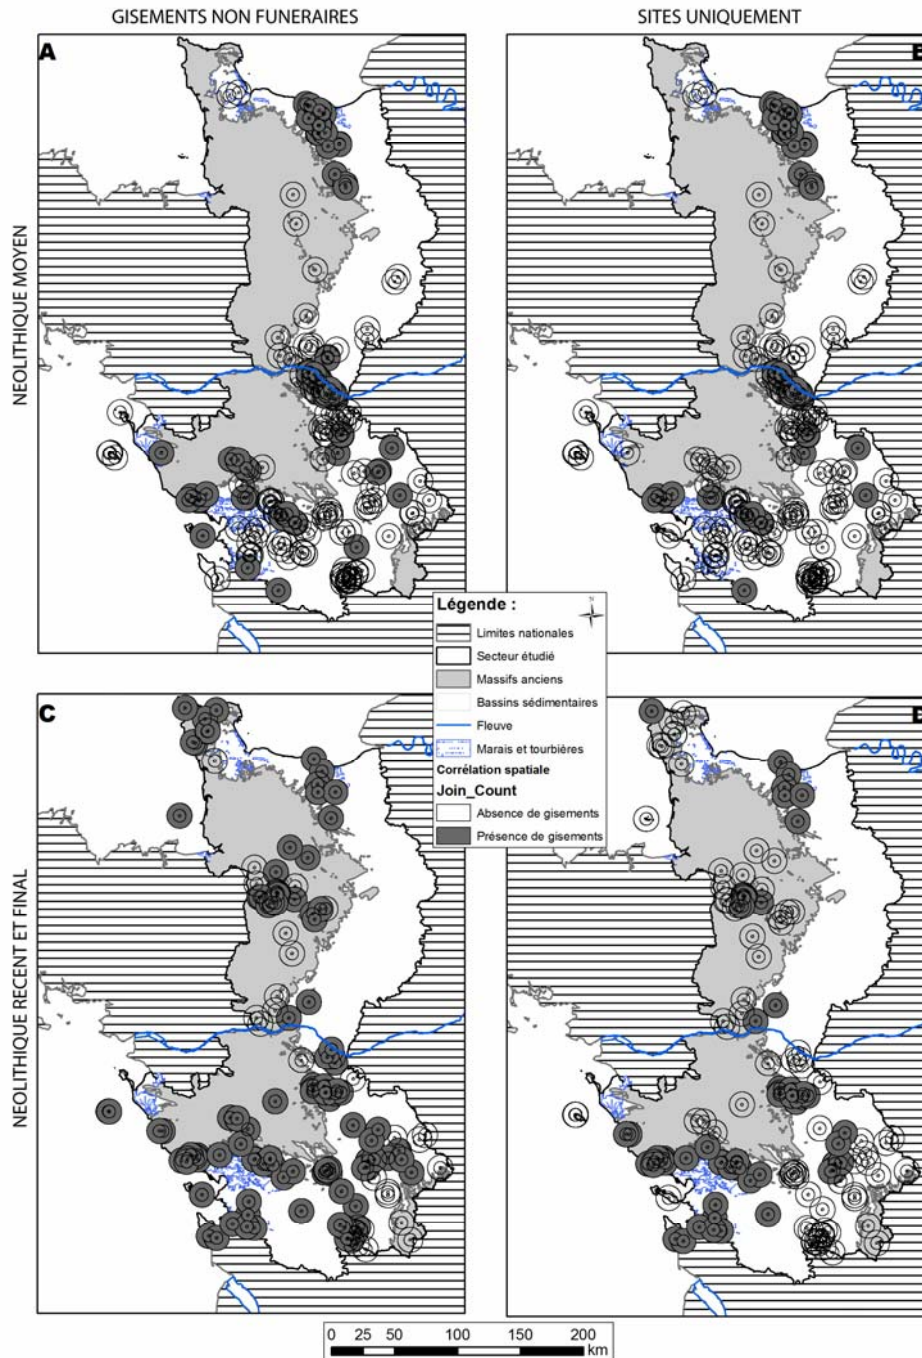 GISEMENTS NON FUNERAIRES
SITES UNIQUEMENT
NEOLITHIQUE MOYEN
A
B
Légende :
N
Limites nationales
Secteur étudié
Massifs anciens
Bassins sédimentaires
Fleuve
Marais et tourbières
Corrélation spatiale
Join_Count
Absence de gisements
Présence de gisements
NEOLITHIQUE RECENT ET FINAL
C
D
0 25 50 100 150 200
km